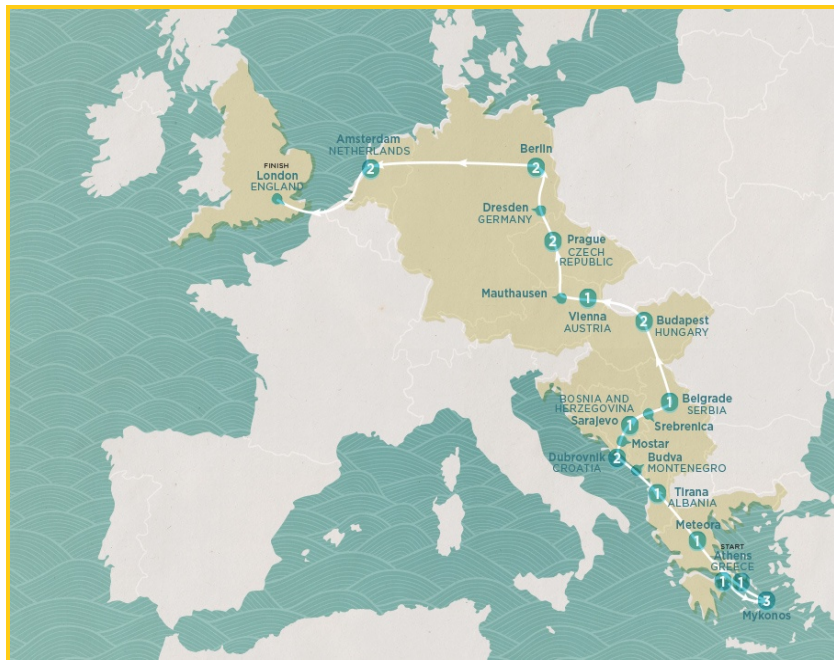 Amsterdam
NETHERLANDS
2
Berlin
2
FINISH
London
ENGLAND
Dresden
GERMANY
2
Prague
CZECH
REPUBLIC
Mauthausen
1
Vienna
AUSTRIA
2
Budapest
HUNGARY
BOSNIA AND
HERZEGOVINA
Sarajevo
1
1
Belgrade
SERBIA
Srebrenica
Mostar
Dubrovnik
CROATIA
2
Budva
MONTENEGRO
1
Tirana
ALBANIA
Meteora
1
START
Athens
GREECE
1
1
3
Mykonos